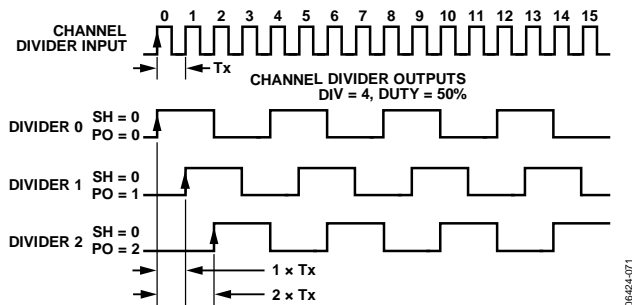 0 1 2 3 4 5 6 7 8 9 10 11 12 13 14 15
CHANNEL
DIVIDER INPUT
Tx
CHANNEL DIVIDER OUTPUTS
DIV = 4, DUTY = 50%
DIVIDER 0 SH = 0
PO = 0
DIVIDER 1 SH = 0
PO = 1
DIVIDER 2 SH = 0
PO = 2
1 × Tx
2 × Tx
06424-071